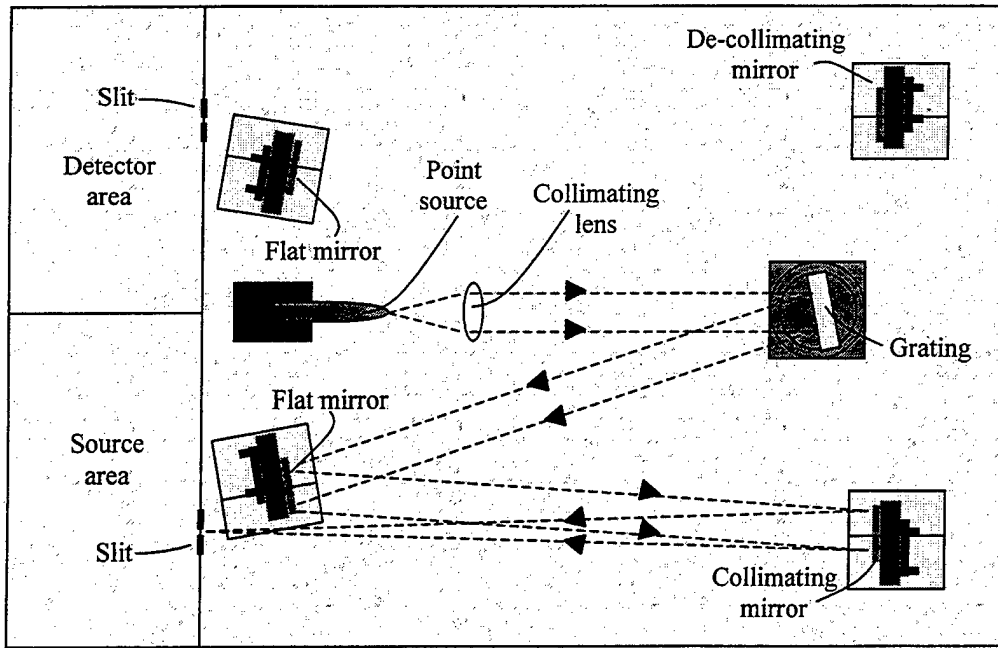 De-collimating
mirror
Slit
Detector
area
Point
source
Collimating
lens
Flat mirror
Grating
Flat mirror
Source
area
Slit
Collimating
mirror